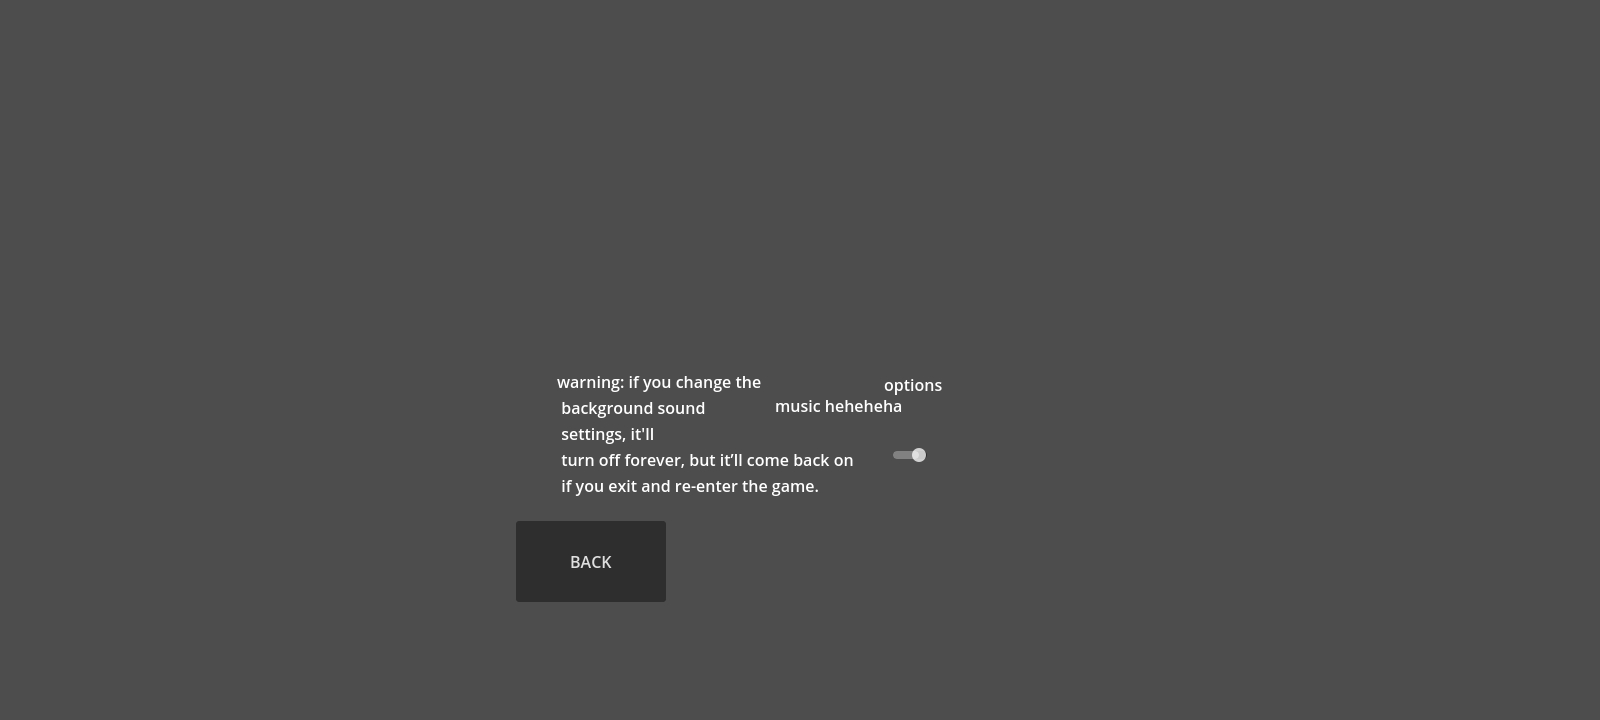 warning: if you change the
background sound
settings, it'll
turn off forever, but it’ll come back on
if you exit and re-enter the game.
options
music heheheha
BACK